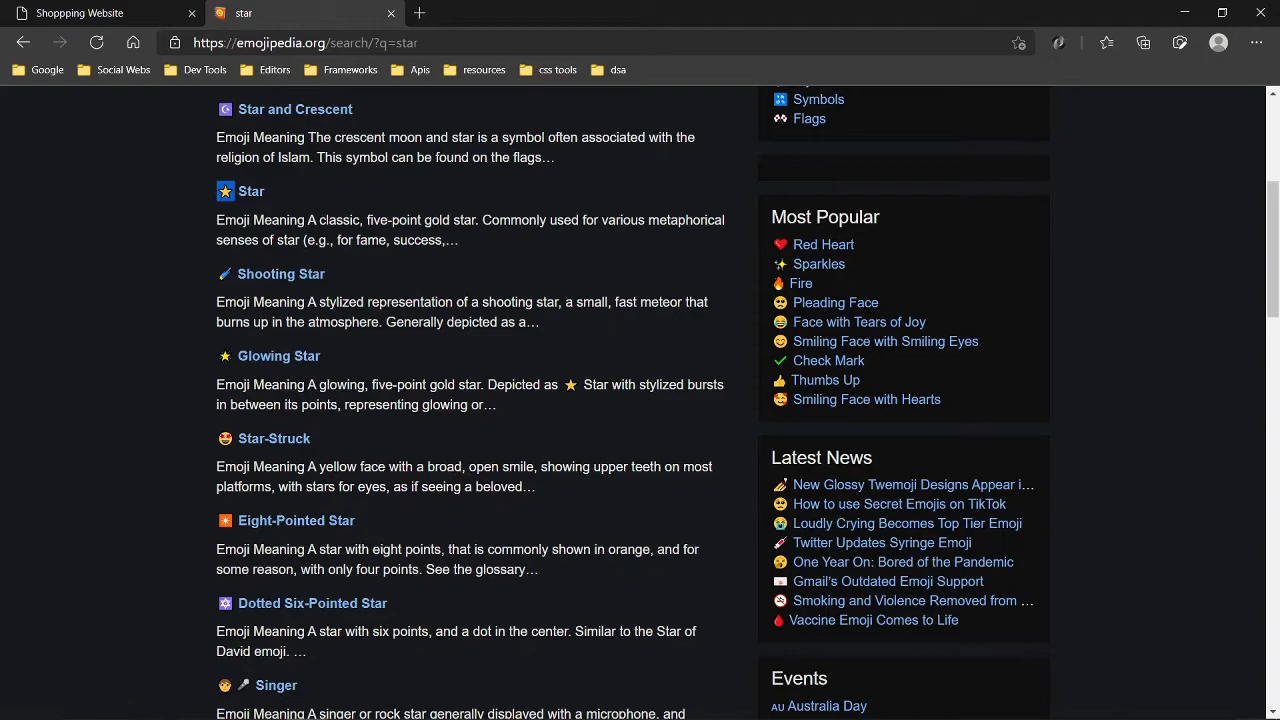 Shoppping Website
star
https://emojipedia.org/search/?q=star
Google
Social Webs
Dev Tools
Editors
Frameworks
Apis
resources
css tools
dsa
Star and Crescent
Emoji Meaning The crescent moon and star is a symbol often associated with the
religion of Islam. This symbol can be found on the flags…
Star
Emoji Meaning A classic, five-point gold star. Commonly used for various metaphorical
senses of star (e.g., for fame, success,…
Shooting Star
Emoji Meaning A stylized representation of a shooting star, a small, fast meteor that
burns up in the atmosphere. Generally depicted as a…
Glowing Star
Emoji Meaning A glowing, five-point gold star. Depicted as ⭐ Star with stylized bursts
in between its points, representing glowing or…
Star-Struck
Emoji Meaning A yellow face with a broad, open smile, showing upper teeth on most
platforms, with stars for eyes, as if seeing a beloved…
Eight-Pointed Star
Emoji Meaning A star with eight points, that is commonly shown in orange, and for
some reason, with only four points. See the glossary…
Dotted Six-Pointed Star
Emoji Meaning A star with six points, and a dot in the center. Similar to the Star of
David emoji. …
Singer
Emoji Meaning A singer or rock star generally displayed with a microphone, and
Symbols
Flags
Most Popular
Red Heart
Sparkles
Fire
Pleading Face
Face with Tears of Joy
Smiling Face with Smiling Eyes
Check Mark
Thumbs Up
Smiling Face with Hearts
Latest News
New Glossy Twemoji Designs Appear i…
How to use Secret Emojis on TikTok
Loudly Crying Becomes Top Tier Emoji
Twitter Updates Syringe Emoji
One Year On: Bored of the Pandemic
Gmail's Outdated Emoji Support
Smoking and Violence Removed from …
Vaccine Emoji Comes to Life
Events
AU Australia Day